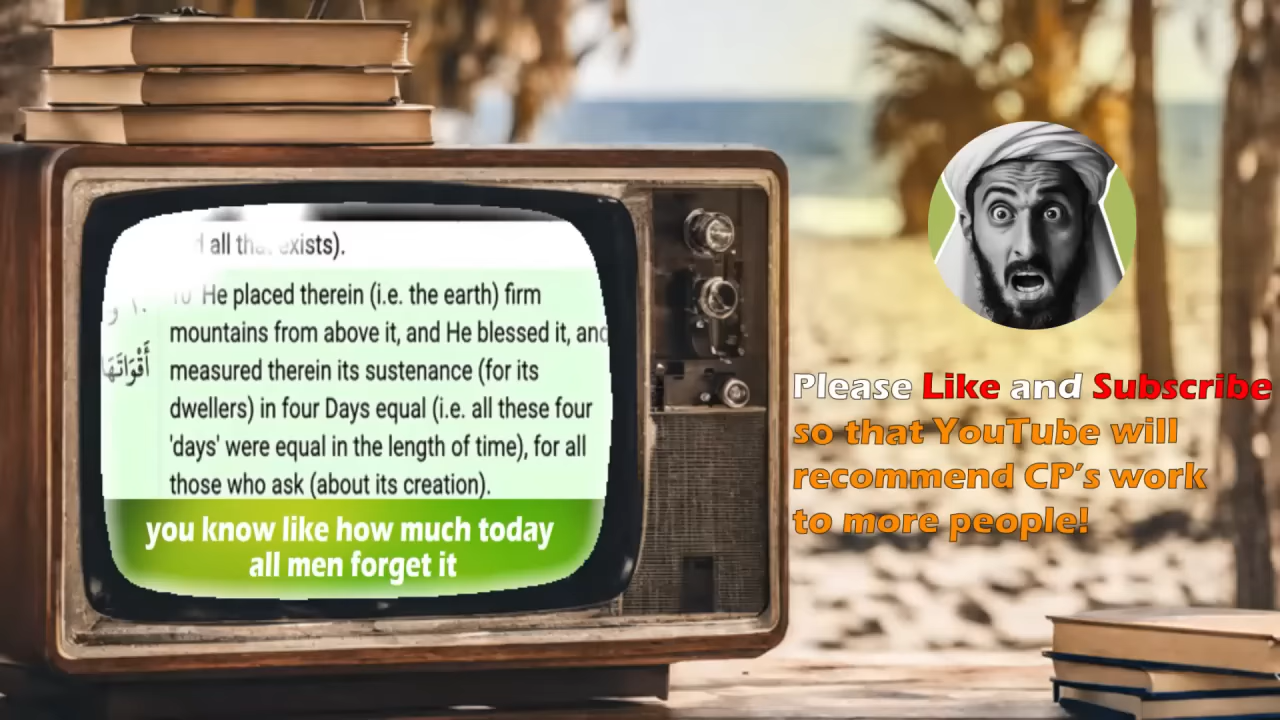 all that exists).
10 He placed therein (i.e. the earth) firm
mountains from above it, and He blessed it, and
measured therein its sustenance (for its
dwellers) in four Days equal (i.e. all these four
'days' were equal in the length of time), for all
those who ask (about its creation).
أَقْوَاتَهَا
you know like how much today
all men forget it
Please Like and Subscribe
so that YouTube will
recommend CP's work
to more people!